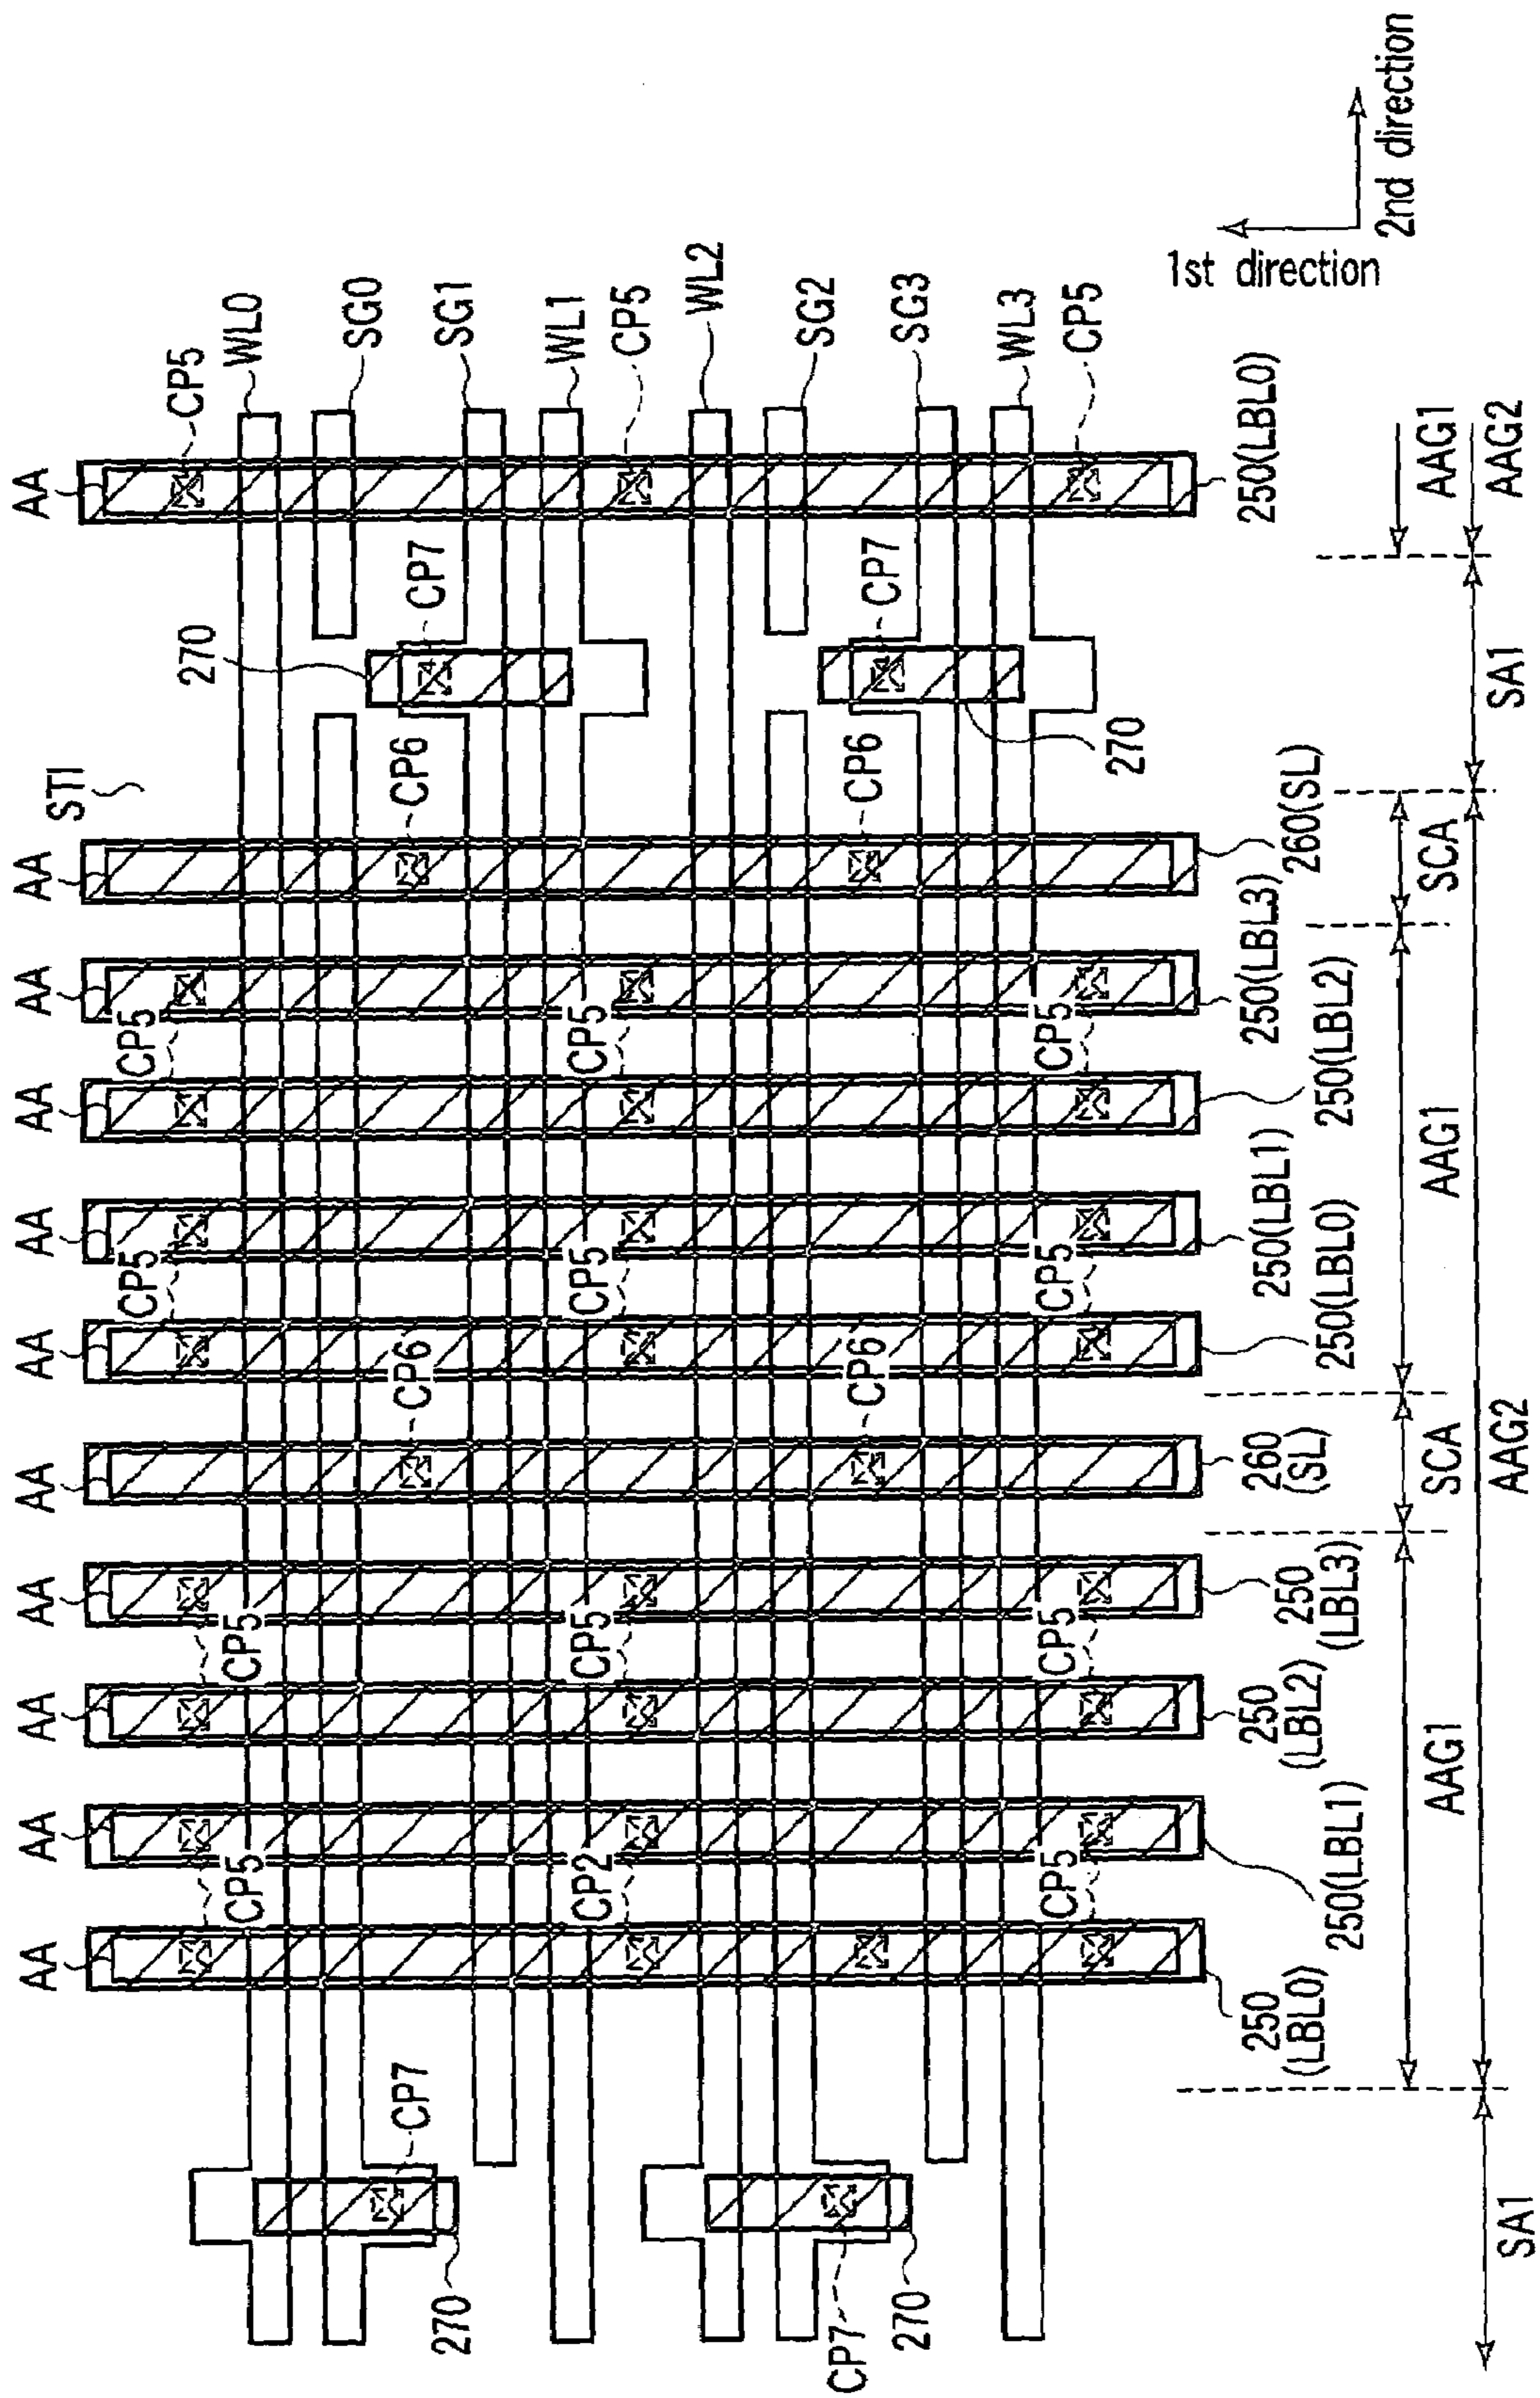 AA AA AA AA AA AA AA AA AA AA STI AA
CP5 CP5 270 CP5
CP5 CP5 WL0
SG0
CP7 CP6 CP6 CP7
270 SG1
WL1
CP2 CP5 CP5 CP5 CP5
WL2
SG2
CP7 CP6 CP6 CP7
270 SG3
WL3
CP5 CP5 CP5 CP5 CP5
270
1st direction
2nd direction
250 (LBL0)
250(LBL1)
250 (LBL2)
250 (LBL3)
260 (SL)
250(LBL0)
250(LBL1)
250(LBL2)
250(LBL3)
260(SL)
250(LBL0)
AAG1 SCA AAG1 SCA AAG1
SA1 AAG2 SA1 AAG2